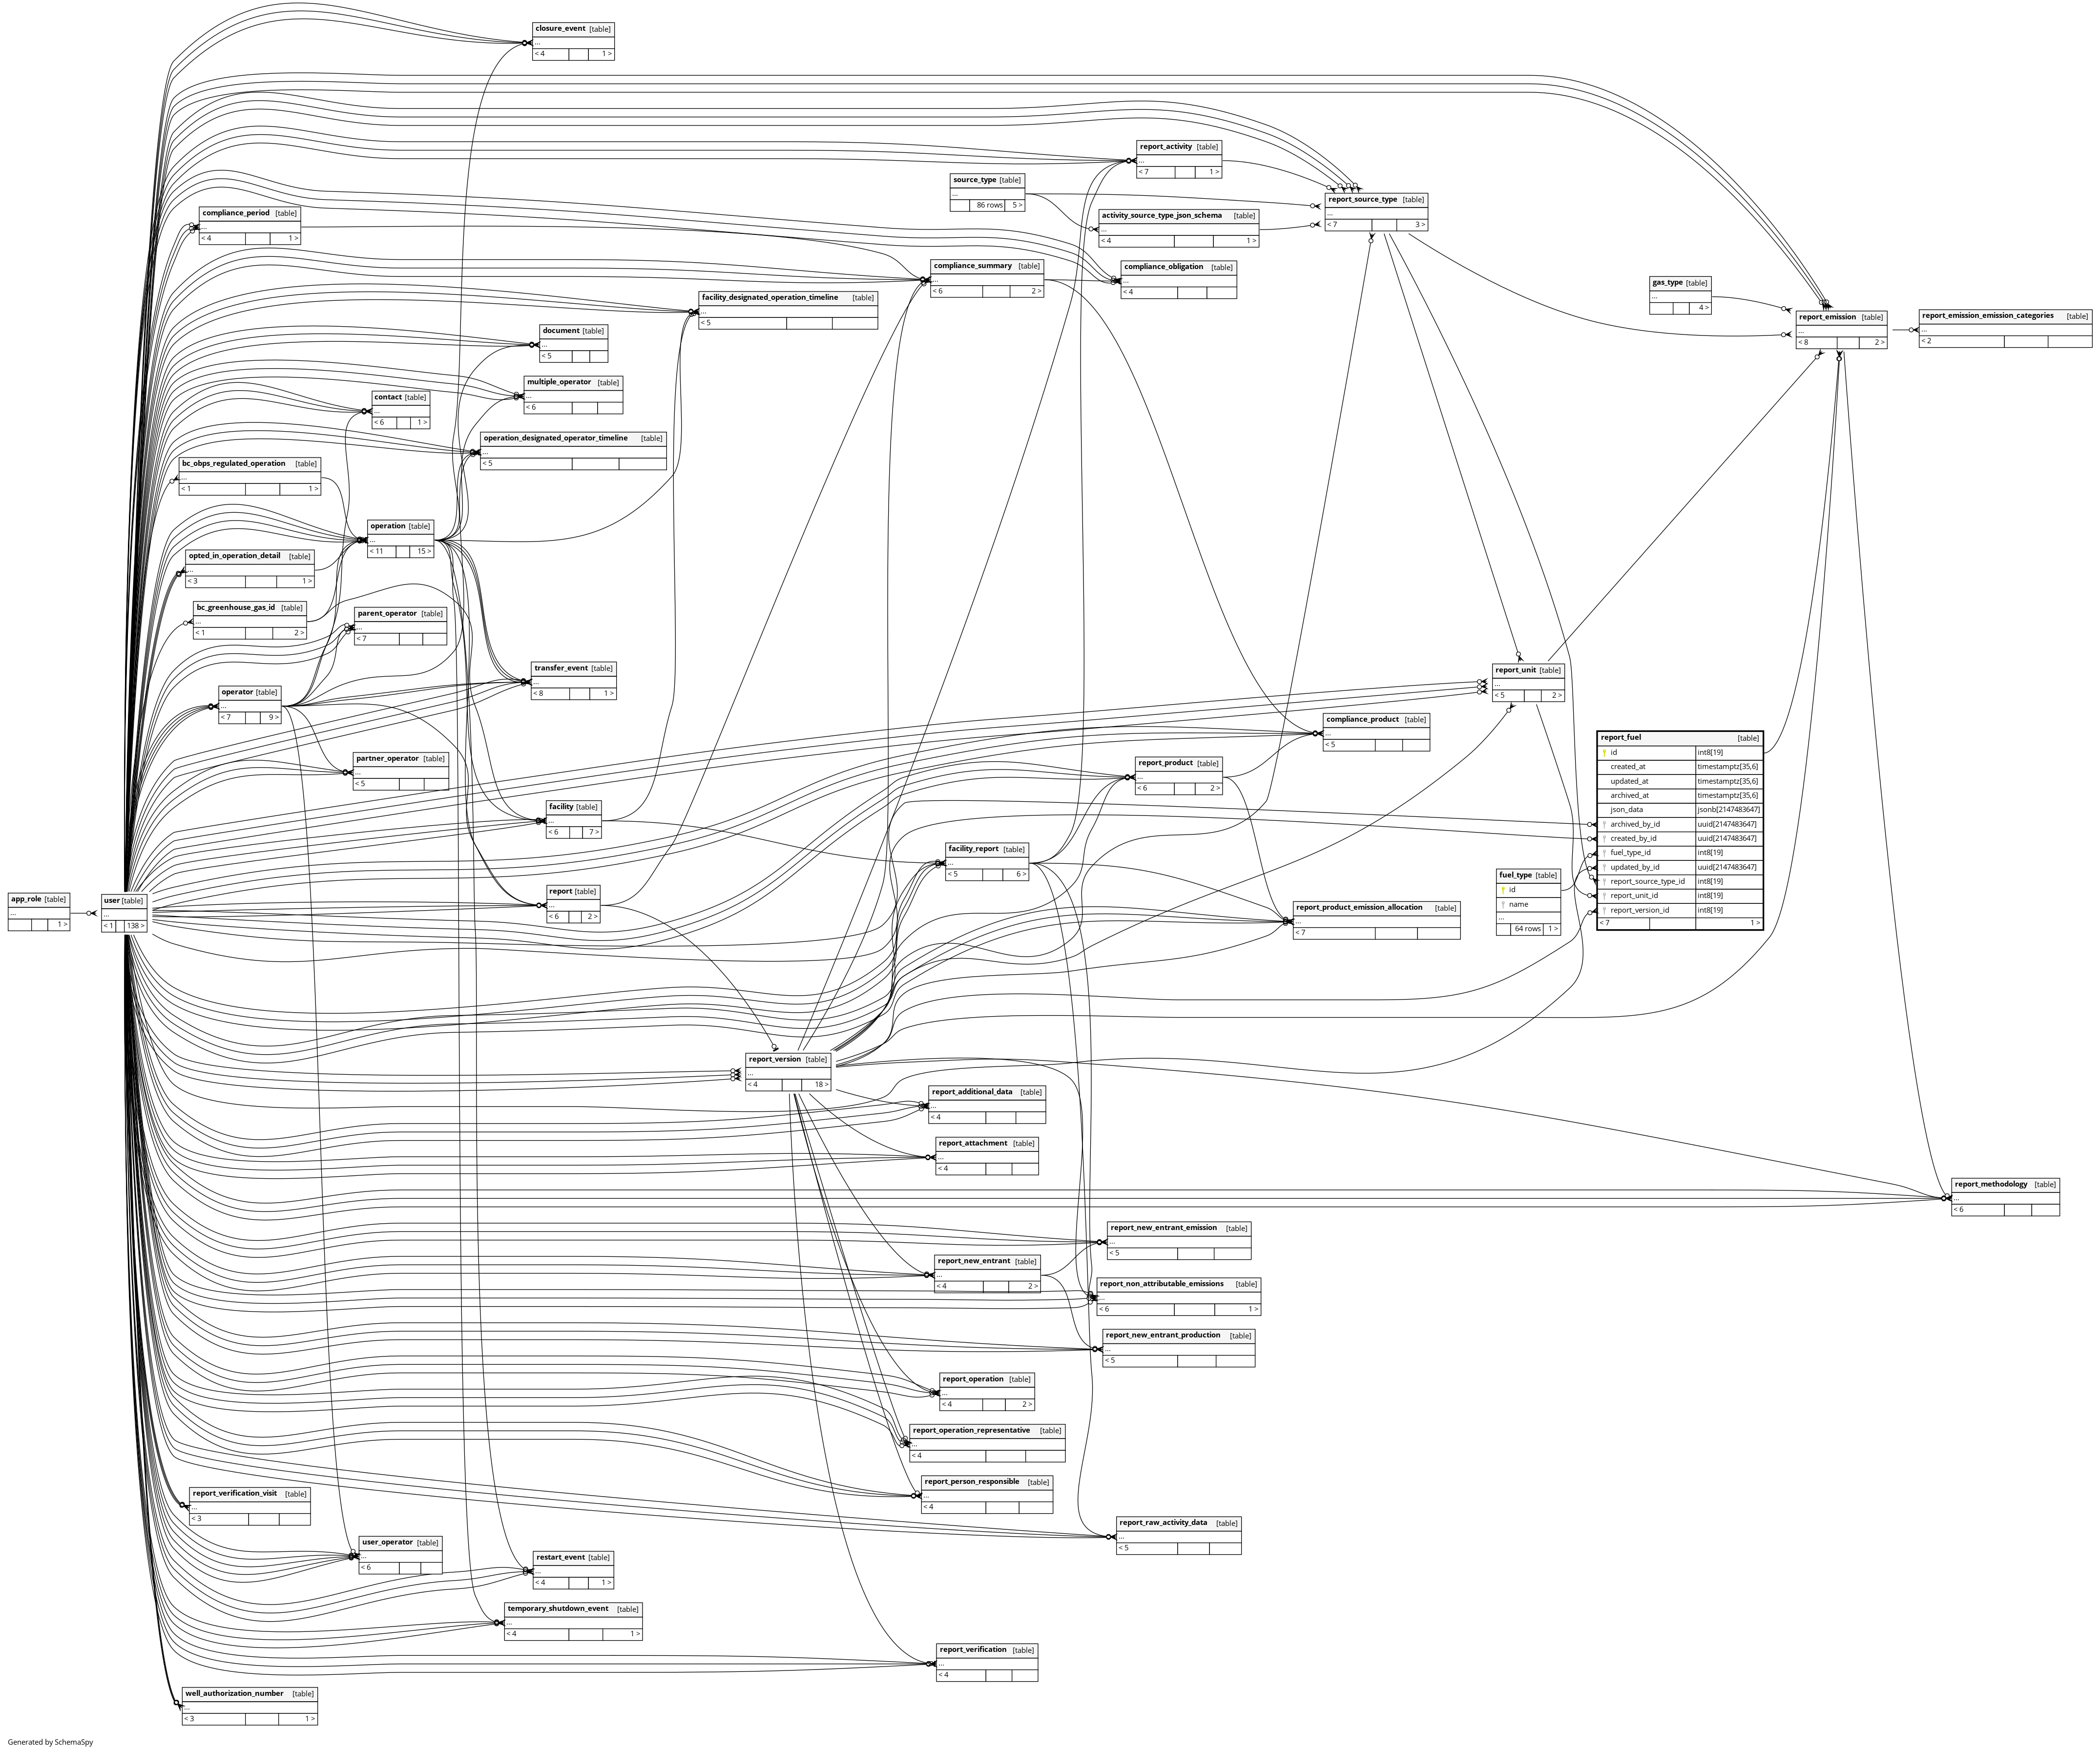 closure_event [table]
...
< 4 1 >
report_activity [table]
...
< 7 1 >
source_type [table]
...
86 rows 5 >
report_source_type [table]
...
< 7 3 >
compliance_period [table]
...
< 4 1 >
activity_source_type_json_schema [table]
...
< 4 1 >
compliance_summary [table]
...
< 6 2 >
compliance_obligation [table]
...
< 4
gas_type [table]
...
4 >
facility_designated_operation_timeline [table]
...
< 5
report_emission [table]
...
< 8 2 >
report_emission_emission_categories [table]
...
< 2
document [table]
...
< 5
multiple_operator [table]
...
< 6
contact [table]
...
< 6 1 >
operation_designated_operator_timeline [table]
...
< 5
bc_obps_regulated_operation [table]
...
< 1 1 >
operation [table]
...
< 11 15 >
opted_in_operation_detail [table]
...
< 3 1 >
bc_greenhouse_gas_id [table]
...
< 1 2 >
parent_operator [table]
...
< 7
transfer_event [table]
...
< 8 1 >
report_unit [table]
...
< 5 2 >
operator [table]
...
< 7 9 >
compliance_product [table]
...
< 5
report_fuel [table]
id int8[19]
created_at timestamptz[35,6]
updated_at timestamptz[35,6]
archived_at timestamptz[35,6]
json_data jsonb[2147483647]
archived_by_id uuid[2147483647]
created_by_id uuid[2147483647]
fuel_type_id int8[19]
updated_by_id uuid[2147483647]
report_source_type_id int8[19]
report_unit_id int8[19]
report_version_id int8[19]
< 7 1 >
partner_operator [table]
...
< 5
report_product [table]
...
< 6 2 >
facility [table]
...
< 6 7 >
facility_report [table]
...
< 5 6 >
fuel_type [table]
id
name
...
64 rows 1 >
report [table]
...
< 6 2 >
app_role [table]
...
1 >
user [table]
...
< 1 138 >
report_product_emission_allocation [table]
...
< 7
report_version [table]
...
< 4 18 >
report_additional_data [table]
...
< 4
report_attachment [table]
...
< 4
report_methodology [table]
...
< 6
report_new_entrant_emission [table]
...
< 5
report_new_entrant [table]
...
< 4 2 >
report_non_attributable_emissions [table]
...
< 6 1 >
report_new_entrant_production [table]
...
< 5
report_operation [table]
...
< 4 2 >
report_operation_representative [table]
...
< 4
report_person_responsible [table]
...
< 4
report_verification_visit [table]
...
< 3
report_raw_activity_data [table]
...
< 5
user_operator [table]
...
< 6
restart_event [table]
...
< 4 1 >
temporary_shutdown_event [table]
...
< 4 1 >
report_verification [table]
...
< 4
well_authorization_number [table]
...
< 3 1 >
Generated by SchemaSpy